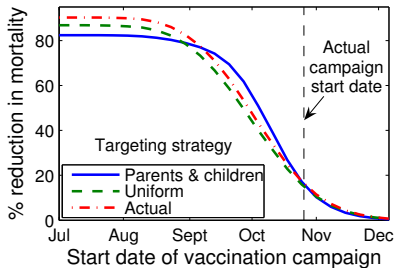 % reduction in mortality
80
60
40
20
0
Actual
campaign
start date
Targeting strategy
Parents & children
Uniform
Actual
Jul Aug Sept Oct Nov Dec
Start date of vaccination campaign